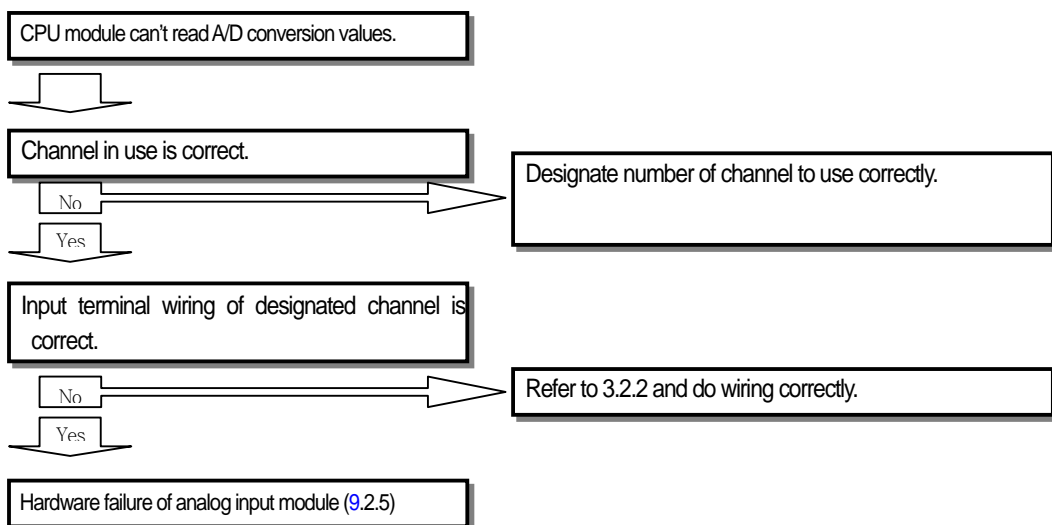 CPU module can't read A/D conversion values.
Channel in use is correct.
No
Designate number of channel to use correctly.
Yes
Input terminal wiring of designated channel is
correct.
No
Refer to 3.2.2 and do wiring correctly.
Yes
Hardware failure of analog input module (9.2.5)